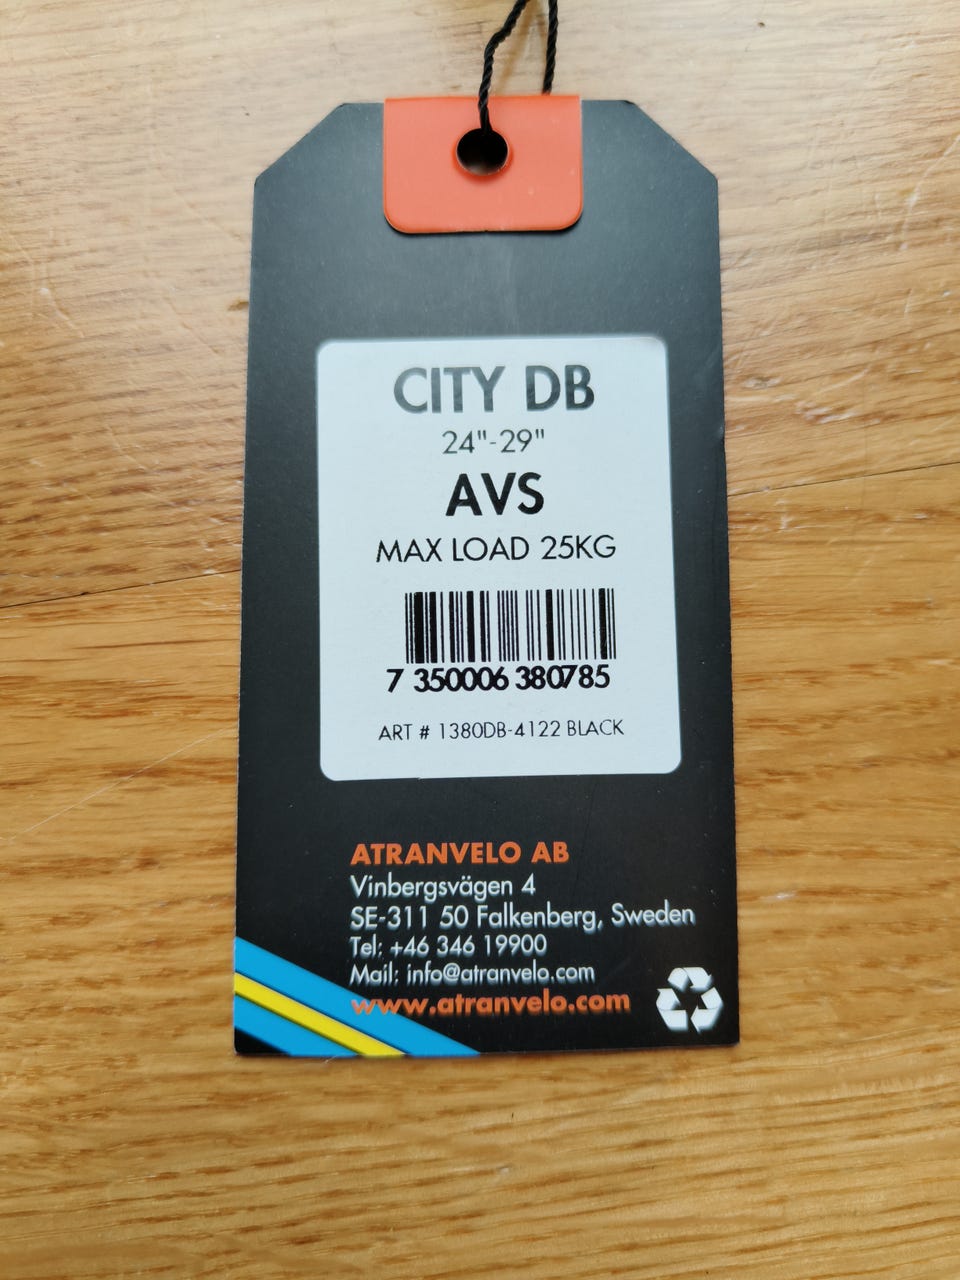 CITY DB
24"-29"
AVS
MAX LOAD 25KG
7 350006 380785
ART # 1380DB-4122 BLACK
ATRANVELO AB
Vinbergsvägen 4
SE-311 50 Falkenberg, Sweden
Tel: +46 346 19900
Mail: info@atranvelo.com
www.atranvelo.com